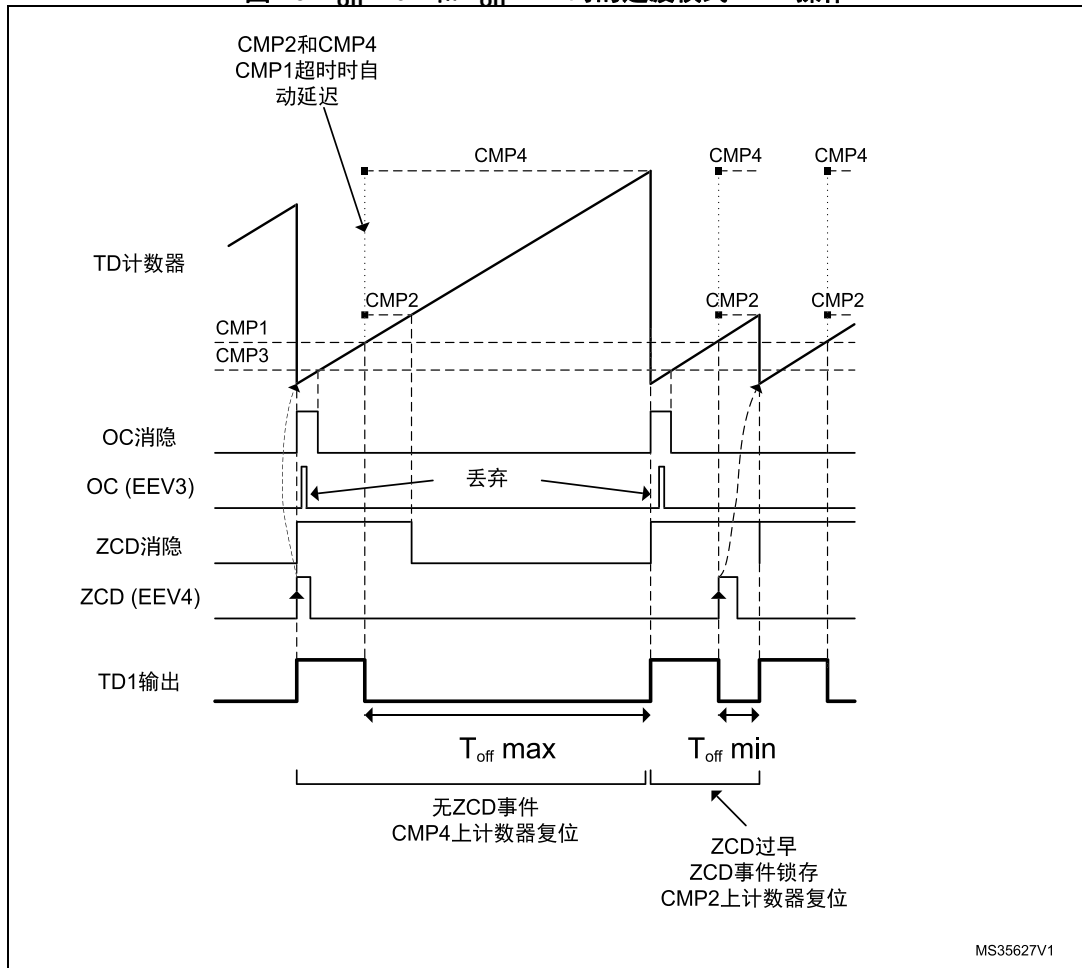 CMP2和CMP4
CMP1超时时自
动延迟
CMP4
CMP4
CMP4
TD计数器
CMP2
CMP2
CMP2
CMP1
CMP3
OC消隐
OC (EEV3)
丢弃
ZCD消隐
ZCD (EEV4)
TD1输出
Toff max
Toff min
无ZCD事件
CMP4上计数器复位
ZCD过早
ZCD事件锁存
CMP2上计数器复位
MS35627V1